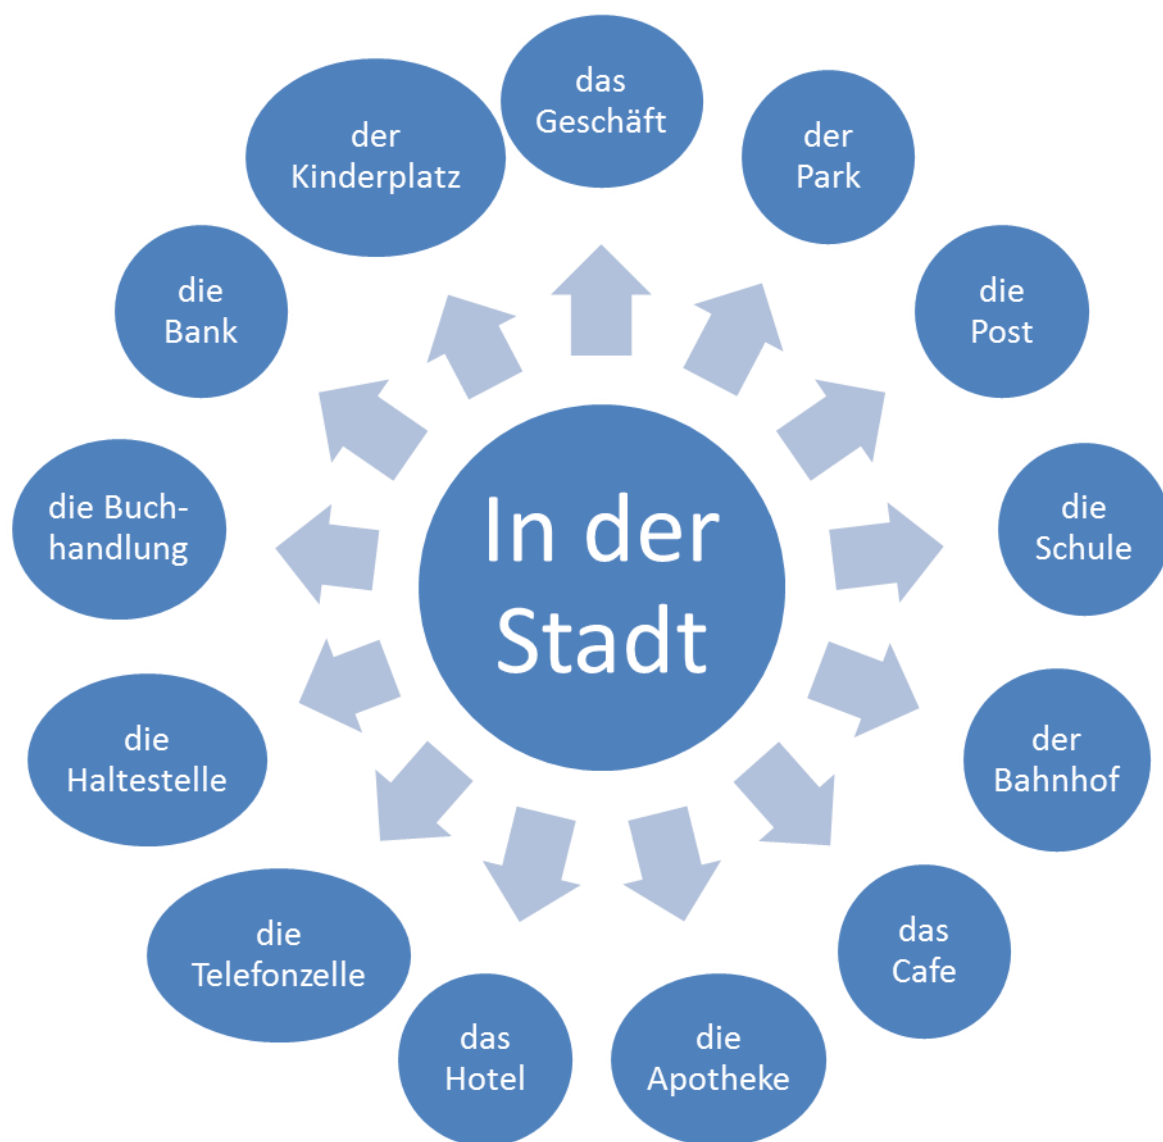 In der
Stadt
das
Geschäft
der
Park
die
Post
die
Schule
der
Bahnhof
das
Cafe
die
Apotheke
das
Hotel
die
Telefonzelle
die
Haltestelle
die Buch-
handlung
die
Bank
der
Kinderplatz